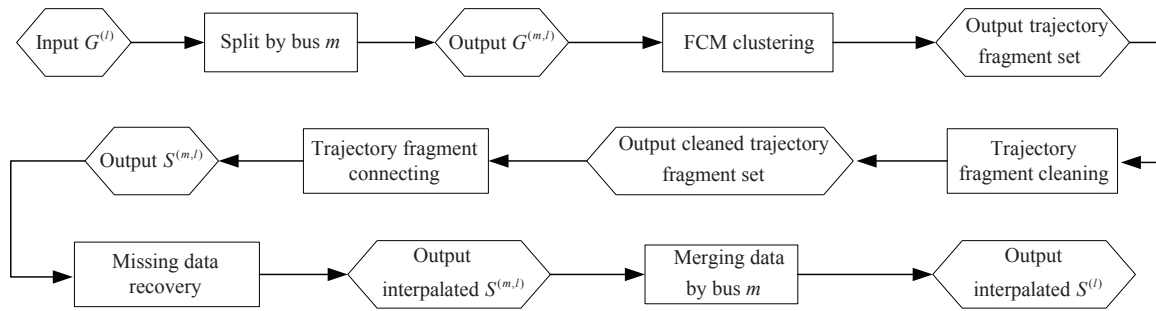 Input G^(l)
Split by bus m
Output G^(m,l)
FCM clustering
Output trajectory
fragment set
Output S^(m,l)
Trajectory fragment
connecting
Output cleaned trajectory
fragment set
Trajectory
fragment cleaning
Missing data
recovery
Output
interpalated S^(m,l)
Merging data
by bus m
Output
interpalated S^(l)